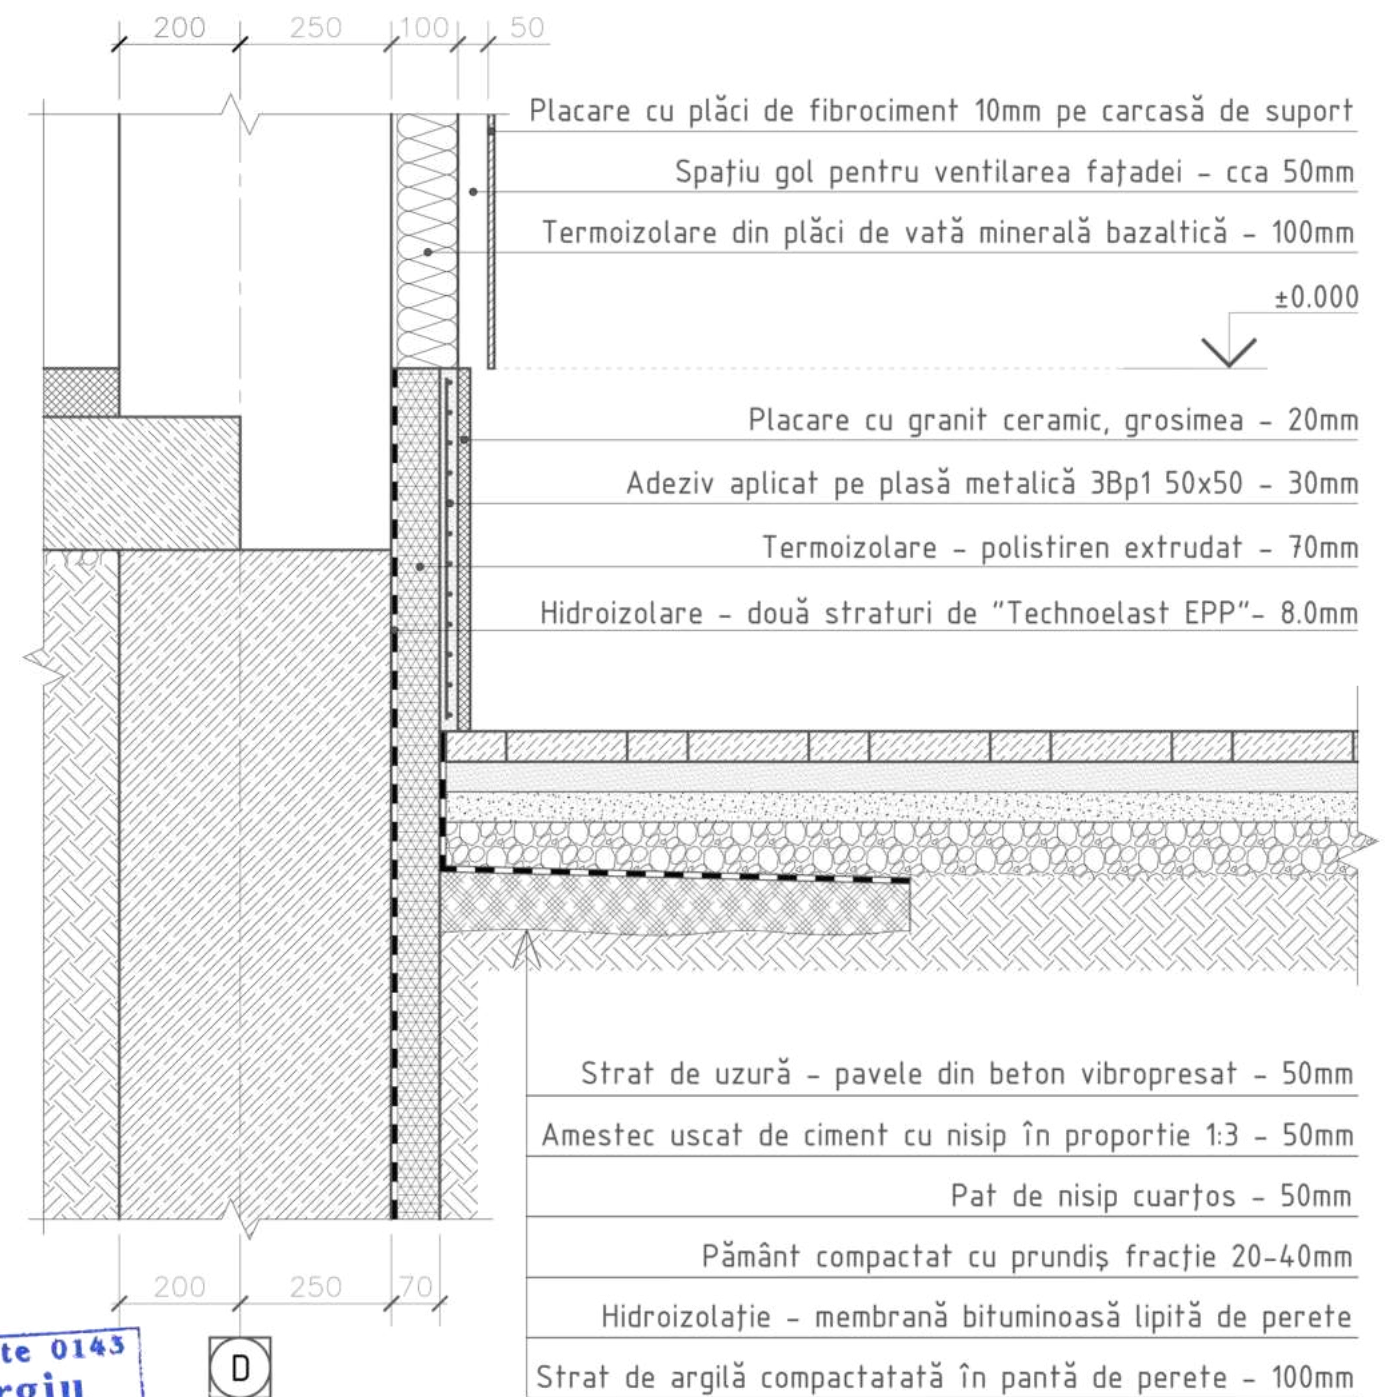 200 250 100 50
Placare cu plăci de fibrociment 10mm pe carcasă de suport
Spațiu gol pentru ventilarea fațadei - cca 50mm
Termoizolare din plăci de vată minerală bazaltică - 100mm
±0.000
Placare cu granit ceramic, grosimea - 20mm
Adeziv aplicat pe plasă metalică 3Bp1 50x50 - 30mm
Termoizolare - polistiren extrudat - 70mm
Hidroizolare - două straturi de "Technoelast EPP"- 8.0mm
Strat de uzură - pavele din beton vibropresat - 50mm
Amestec uscat de ciment cu nisip în proportie 1:3 - 50mm
Pat de nisip cuarțos - 50mm
Pământ compactat cu prundiș fracție 20-40mm
Hidroizolație - membrană bituminoasă lipită de perete
Strat de argilă compactatată în pantă de perete - 100mm
200 250 70
D
te 0143
rgiu